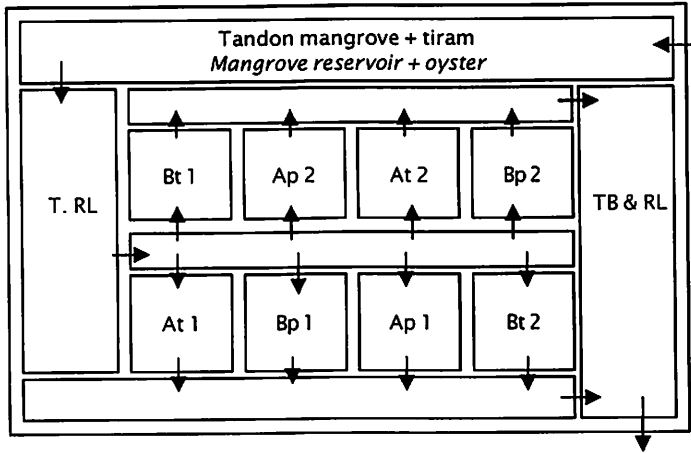 Tandon mangrove + tiram
Mangrove reservoir + oyster
T. RL
Bt 1
Ap 2
At 2
Bp 2
TB & RL
At 1
Bp 1
Ap 1
Bt 2